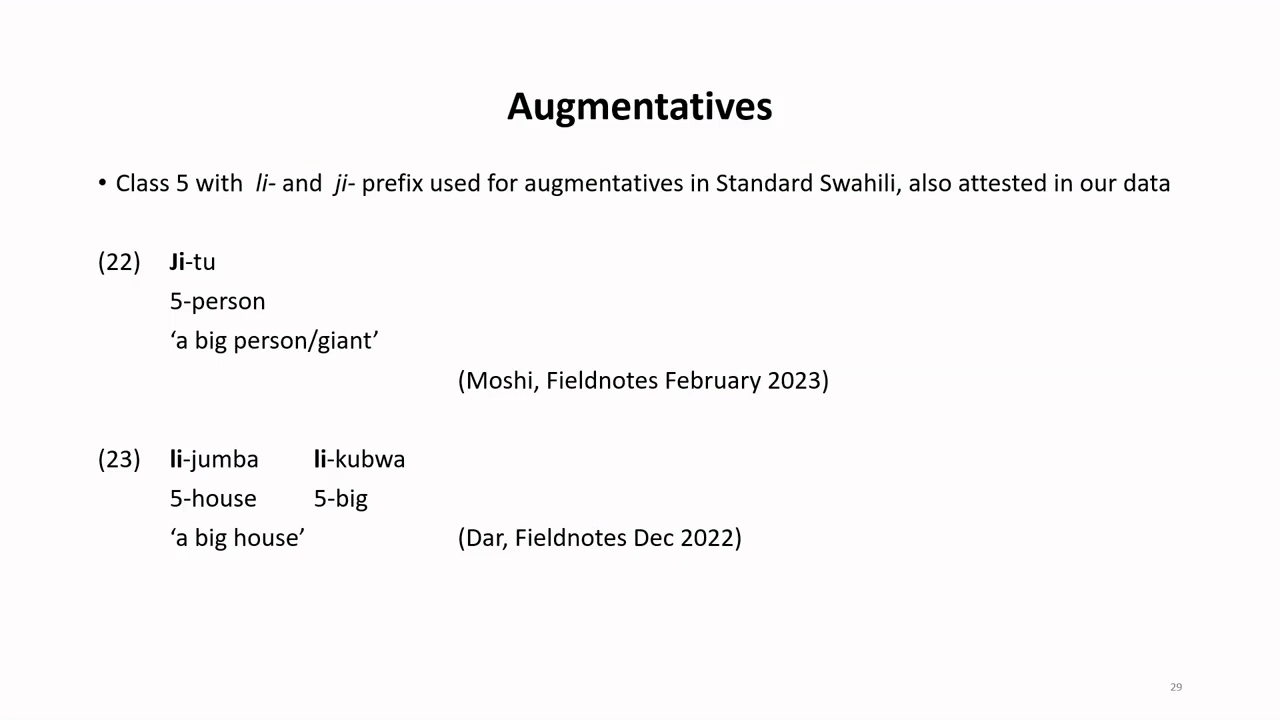 Augmentatives
• Class 5 with li- and ji- prefix used for augmentatives in Standard Swahili, also attested in our data
(22) Ji-tu
5-person
‘a big person/giant’
(Moshi, Fieldnotes February 2023)
(23) li-jumba li-kubwa
5-house 5-big
‘a big house’ (Dar, Fieldnotes Dec 2022)
29